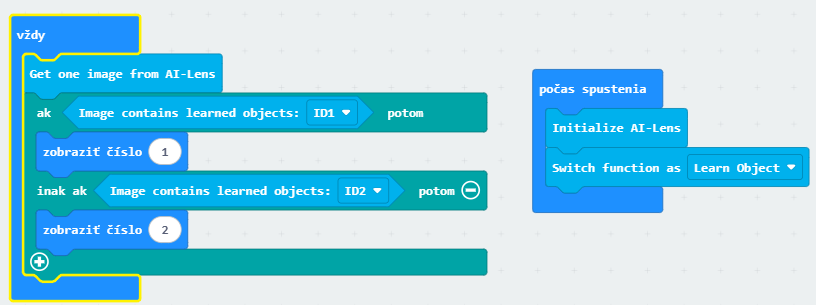 vždy
Get one image from AI-Lens
ak Image contains learned objects: ID1 potom
zobraziť číslo 1
inak ak Image contains learned objects: ID2 potom
zobraziť číslo 2
počas spustenia
Initialize AI-Lens
Switch function as Learn Object